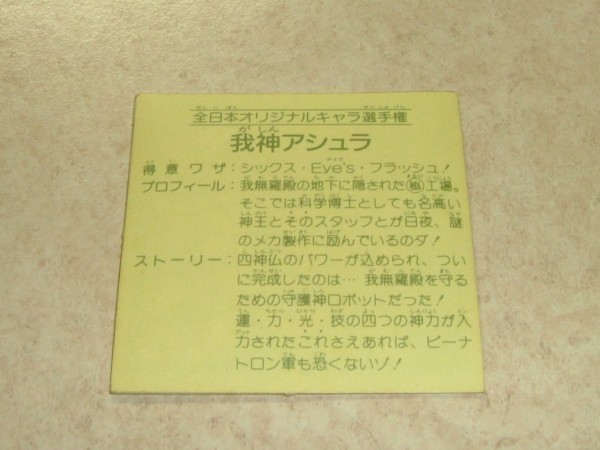 全日本オリジナルキャラ選手権
我神アシュラ
得意ワザ:シックス・Eye's・フラッシュ!
プロフィール:我無羅殿の地下に隠された㊙工場。
そこでは科学博士としても名高い
神王とそのスタッフとが日夜、謎
のメカ製作に励んでいるのダ!
ストーリー:四神仏のパワーが込められ、つい
に完成したのは… 我無羅殿を守る
ための守護神ロボットだった!
運・力・光・技の四つの神力が入
力されたこれさえあれば、ビーナ
トロン軍も恐くないゾ!